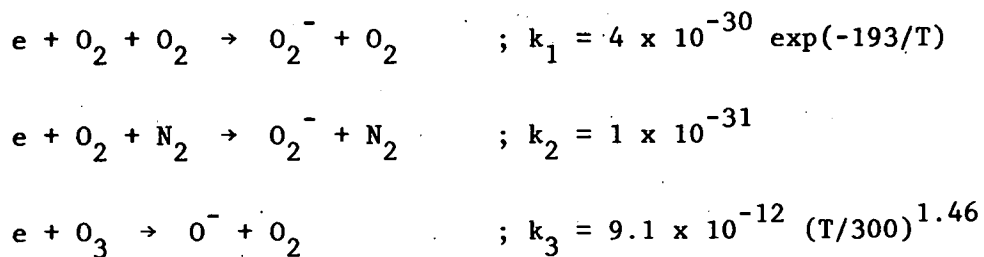 e + O₂ + O₂ → O₂⁻ + O₂ ; k₁ = 4 x 10⁻³⁰ exp(-193/T)
e + O₂ + N₂ → O₂⁻ + N₂ ; k₂ = 1 x 10⁻³¹
e + O₃ → O⁻ + O₂ ; k₃ = 9.1 x 10⁻¹² (T/300)¹·⁴⁶